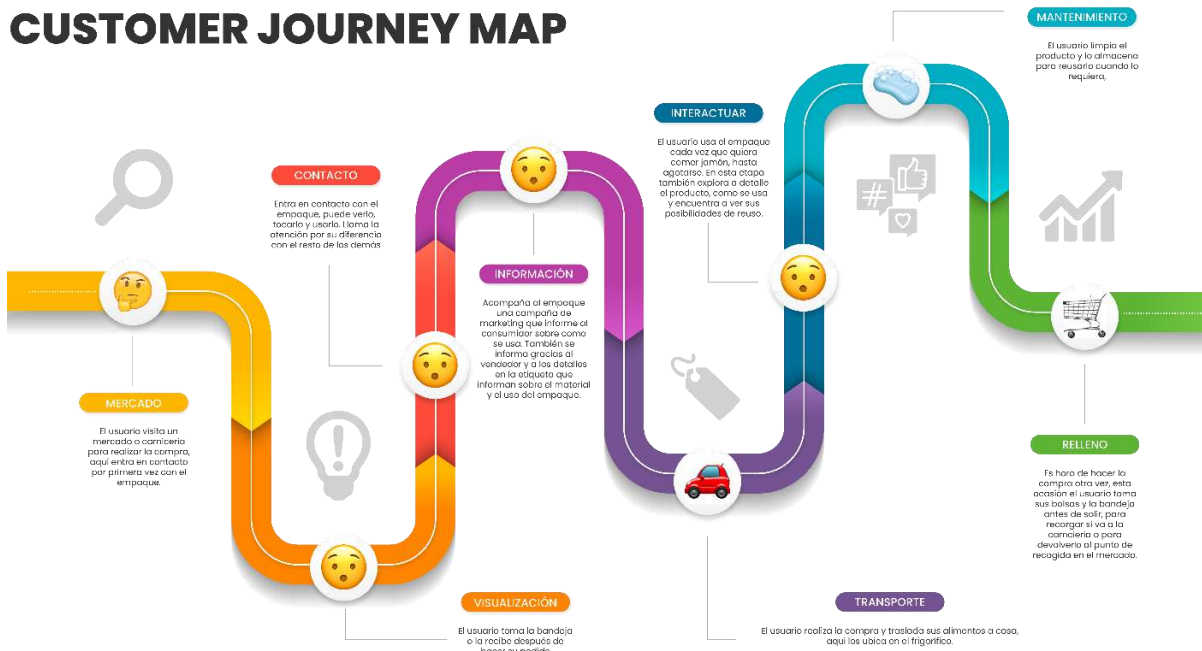 CUSTOMER JOURNEY MAP
MERCADO
El usuario visita un
mercado o carnicería
para realizar la compra,
aquí entra en contacto
por primera vez con el
empaque.
VISUALIZACIÓN
El usuario toma la bandeja
o la recibe después de
hacer su pedido
CONTACTO
Entra en contacto con el
empaque, puede verlo,
tocarlo y usarlo. Llama la
atención por su diferencia
con el resto de los demás
INFORMACIÓN
Acompaña al empaque
una campaña de
marketing que informe al
consumidor sobre como
se usa. También se
informa gracias al
vendedor y a los detalles
en la etiqueta que
informan sobre el material
y el uso del empaque.
TRANSPORTE
El usuario realiza la compra y traslada sus alimentos a casa,
aquí los ubica en el frigorífico.
INTERACTUAR
El usuario usa el empaque
cada vez que quiera
comer jamón, hasta
agotarse. En esta etapa
también explora a detalle
el producto, como se usa
y encuentra a ver sus
posibilidades de reuso.
MANTENIMIENTO
El usuario limpia el
producto y lo almacena
para reusarlo cuando lo
requiera,
RELLENO
Es hora de hacer la
compra otra vez, esta
ocasión el usuario toma
sus bolsas y la bandeja
antes de salir, para
recargar si va a la
carnicería o para
devolverlo al punto de
recogida en el mercado.